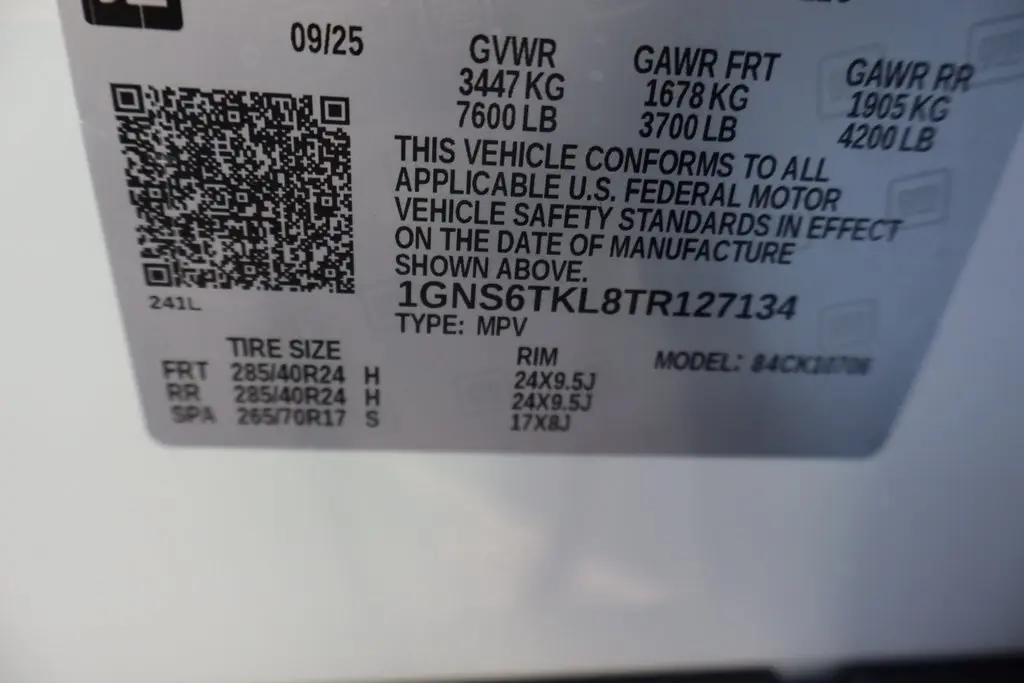 09/25
GVWR GAWR FRT GAWR RR
3447 KG 1678 KG 1905 KG
7600 LB 3700 LB 4200 LB
THIS VEHICLE CONFORMS TO ALL
APPLICABLE U.S. FEDERAL MOTOR
VEHICLE SAFETY STANDARDS IN EFFECT
ON THE DATE OF MANUFACTURE
SHOWN ABOVE.
241L
1GNS6TKL8TR127134
TYPE: MPV
TIRE SIZE RIM MODEL:
FRT 285/40R24 H 24X9.5J
RR 285/40R24 H 24X9.5J
SPA 265/70R17 S 17X8J